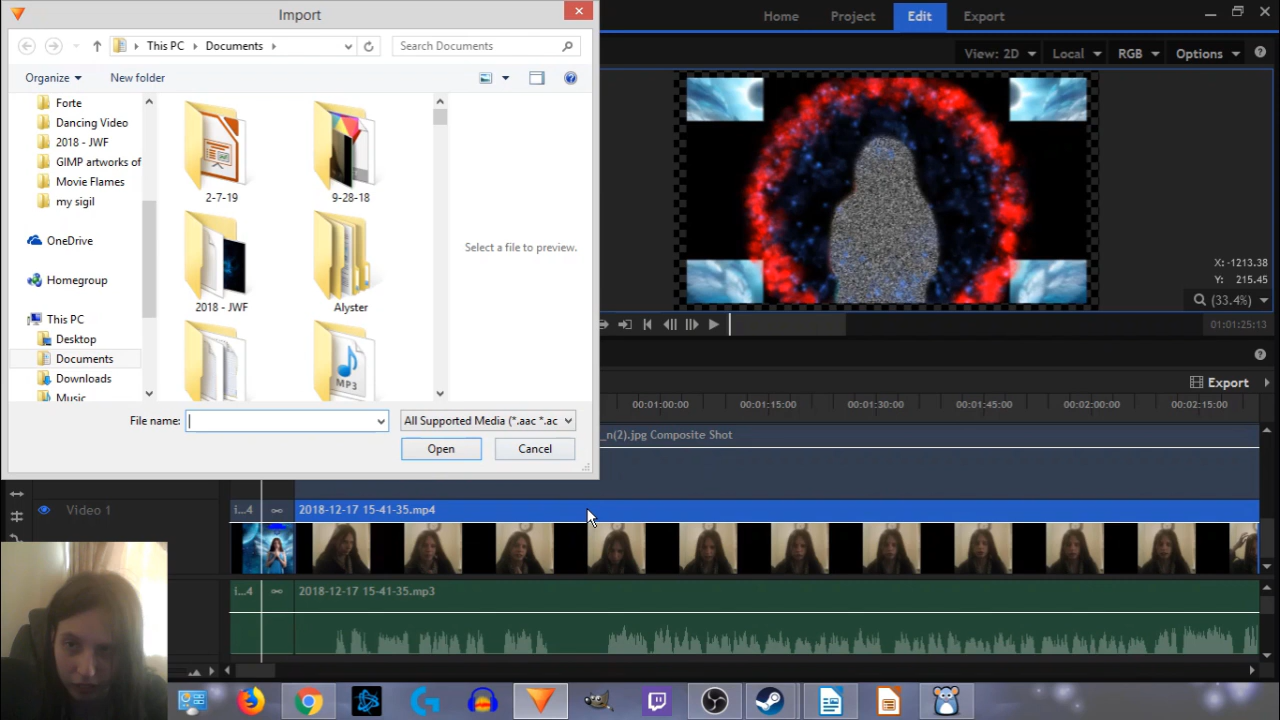 Import
Home Project Edit Export
This PC Documents Search Documents
View: 2D Local RGB Options
Organize New folder
Forte
Dancing Video
2018 - JWF
GIMP artworks of
Movie Flames
my sigil
OneDrive
Homegroup
This PC
Desktop
Documents
Downloads
Music
2-7-19 9-28-18
2018 - JWF Alyster
MP3
Select a file to preview.
X: -1213.38
Y: 215.45
(33.4%)
01:01:25:13
File name: All Supported Media (*.aac *.ac
Open Cancel
Export
00:01:00:00 00:01:15:00 00:01:30:00 00:01:45:00 00:02:00:00 00:02:15:00
_n(2).jpg Composite Shot
Video 1 i...4 2018-12-17 15-41-35.mp4
i...4 2018-12-17 15-41-35.mp3